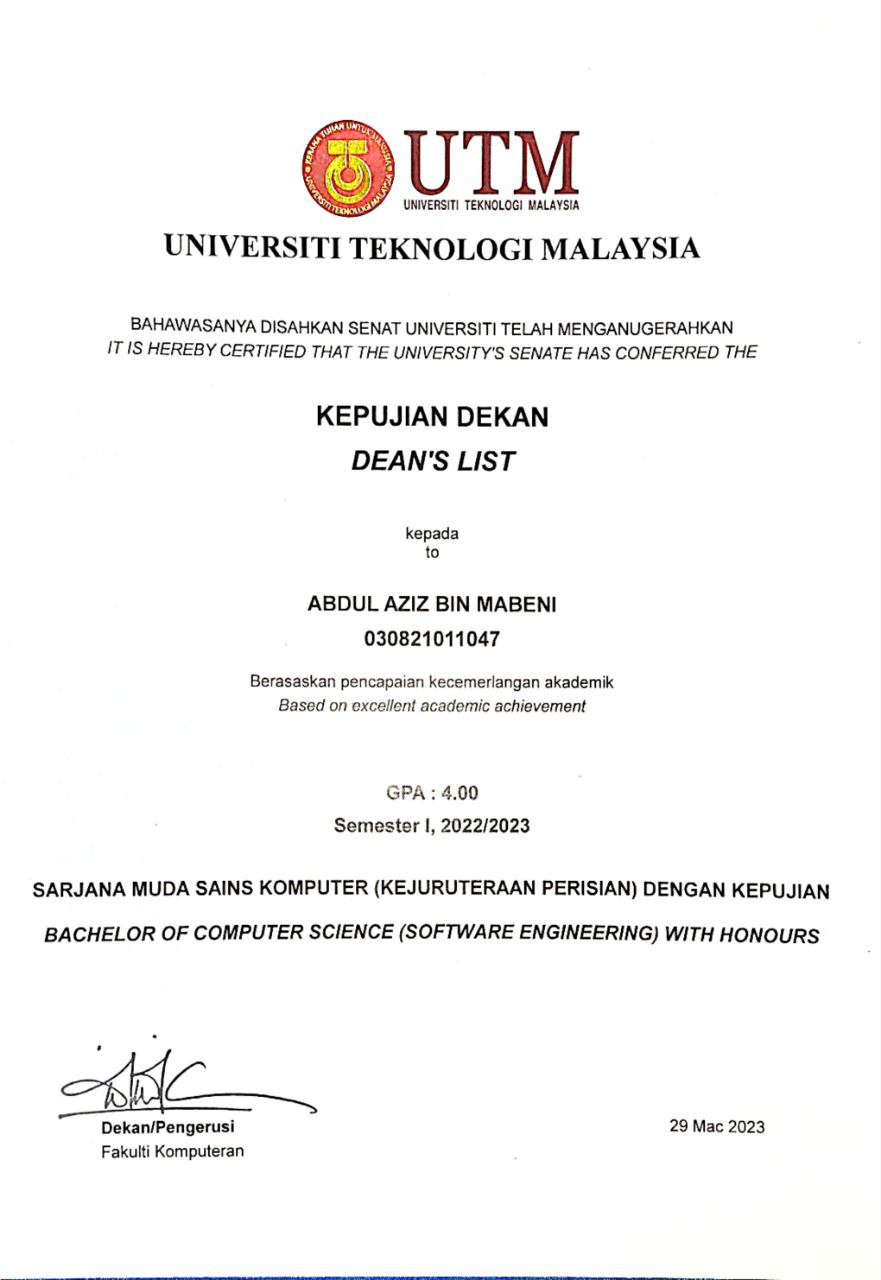 KERANA TUHAN UNTUK MANUSIA
UNIVERSITI TEKNOLOGI MALAYSIA
UTM
UNIVERSITI TEKNOLOGI MALAYSIA
UNIVERSITI TEKNOLOGI MALAYSIA
BAHAWASANYA DISAHKAN SENAT UNIVERSITI TELAH MENGANUGERAHKAN
IT IS HEREBY CERTIFIED THAT THE UNIVERSITY'S SENATE HAS CONFERRED THE
KEPUJIAN DEKAN
DEAN'S LIST
kepada
to
ABDUL AZIZ BIN MABENI
030821011047
Berasaskan pencapaian kecemerlangan akademik
Based on excellent academic achievement
GPA : 4.00
Semester I, 2022/2023
SARJANA MUDA SAINS KOMPUTER (KEJURUTERAAN PERISIAN) DENGAN KEPUJIAN
BACHELOR OF COMPUTER SCIENCE (SOFTWARE ENGINEERING) WITH HONOURS
Dekan/Pengerusi
Fakulti Komputeran
29 Mac 2023